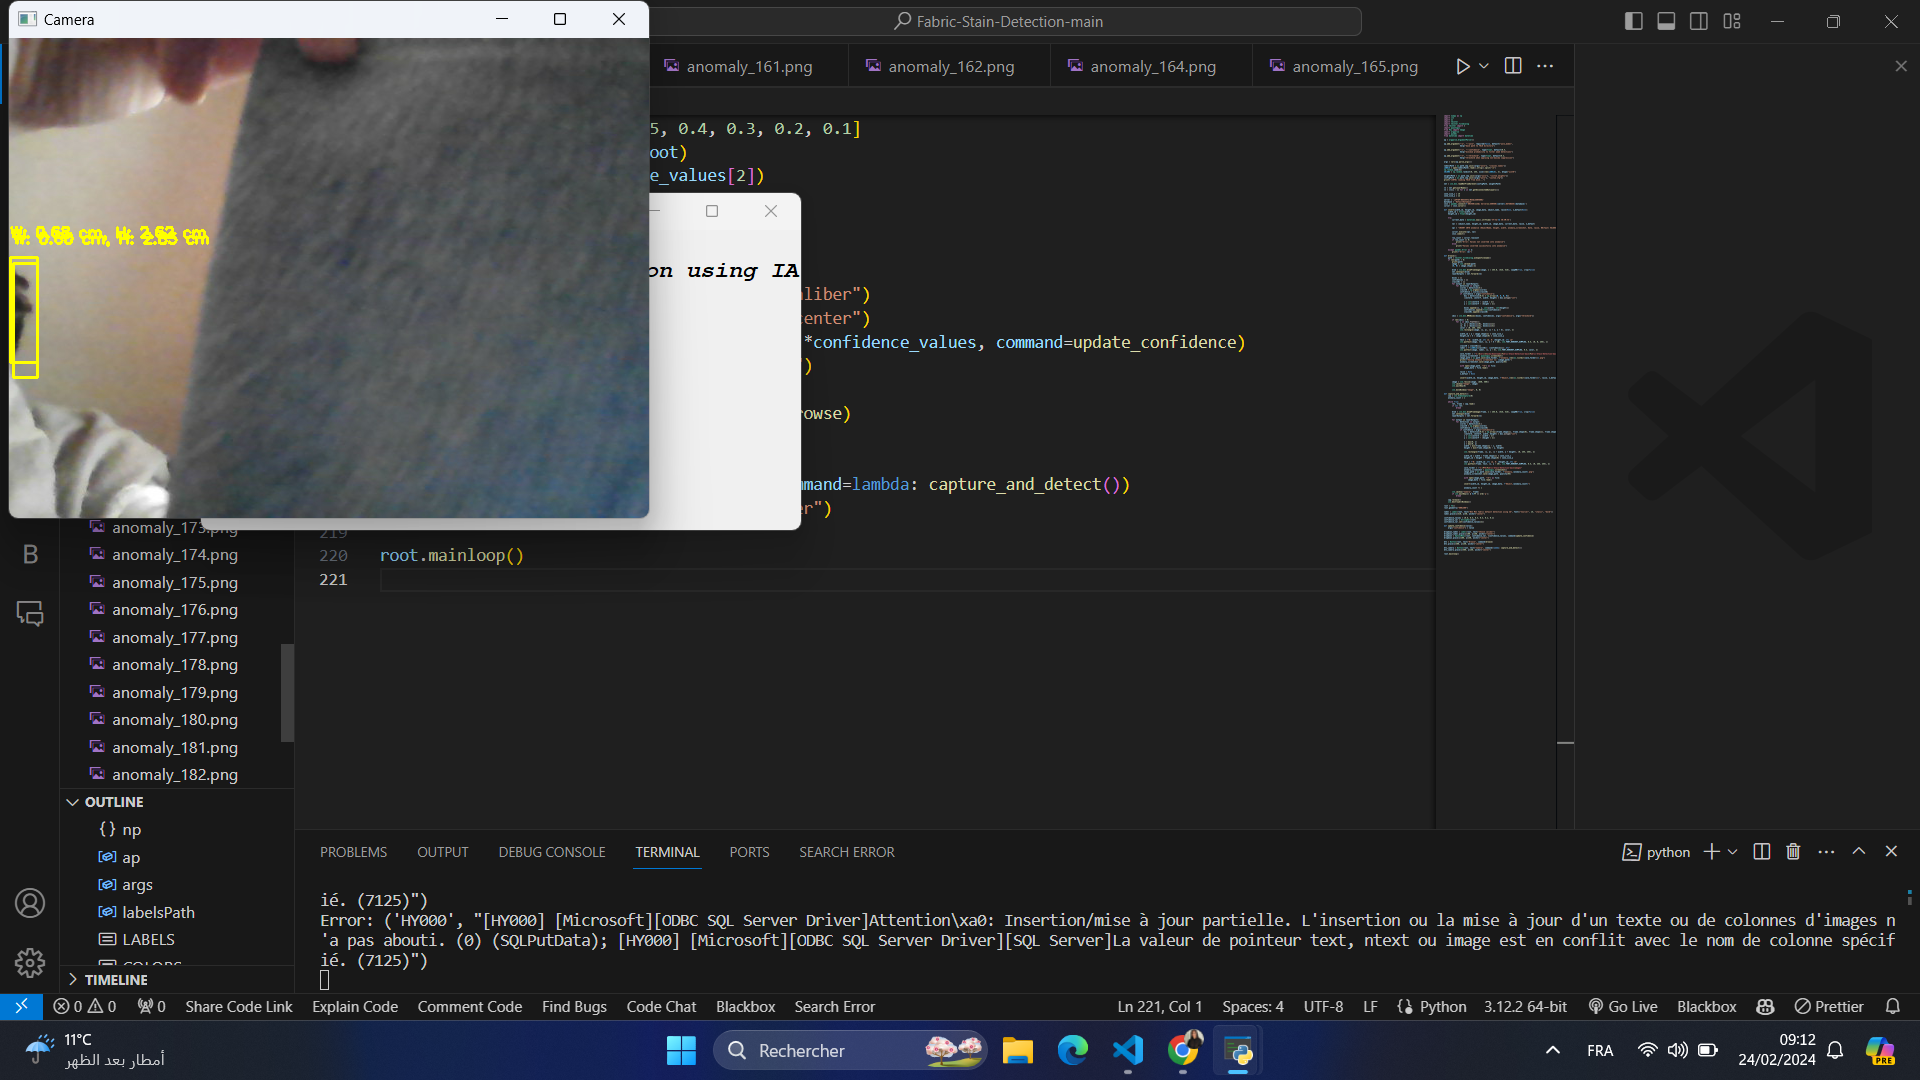 Camera
Fabric-Stain-Detection-main
anomaly_161.png
anomaly_162.png
anomaly_164.png
anomaly_165.png
5, 0.4, 0.3, 0.2, 0.1]
oot)
e_values[2])
on using IA
aliber")
center")
*confidence_values, command=update_confidence)
)
rowse)
mmand=lambda: capture_and_detect())
er")
W: 0.60 cm, H: 2.63 cm
219
220 root.mainloop()
221
B
anomaly_173.png
anomaly_174.png
anomaly_175.png
anomaly_176.png
anomaly_177.png
anomaly_178.png
anomaly_179.png
anomaly_180.png
anomaly_181.png
anomaly_182.png
OUTLINE
{} np
ap
args
labelsPath
LABELS
COLORS
TIMELINE
PROBLEMS OUTPUT DEBUG CONSOLE TERMINAL PORTS SEARCH ERROR
python
ié. (7125)")
Error: ('HY000', "[HY000] [Microsoft][ODBC SQL Server Driver]Attention\xa0: Insertion/mise à jour partielle. L'insertion ou la mise à jour d'un texte ou de colonnes d'images n
'a pas abouti. (0) (SQLPutData); [HY000] [Microsoft][ODBC SQL Server Driver][SQL Server]La valeur de pointeur text, ntext ou image est en conflit avec le nom de colonne spécif
ié. (7125)")
0 0 0 Share Code Link Explain Code Comment Code Find Bugs Code Chat Blackbox Search Error
Ln 221, Col 1 Spaces: 4 UTF-8 LF {} Python 3.12.2 64-bit Go Live Blackbox Prettier
11°C
أمطار بعد الظهر
Rechercher
FRA
09:12
24/02/2024
PRE